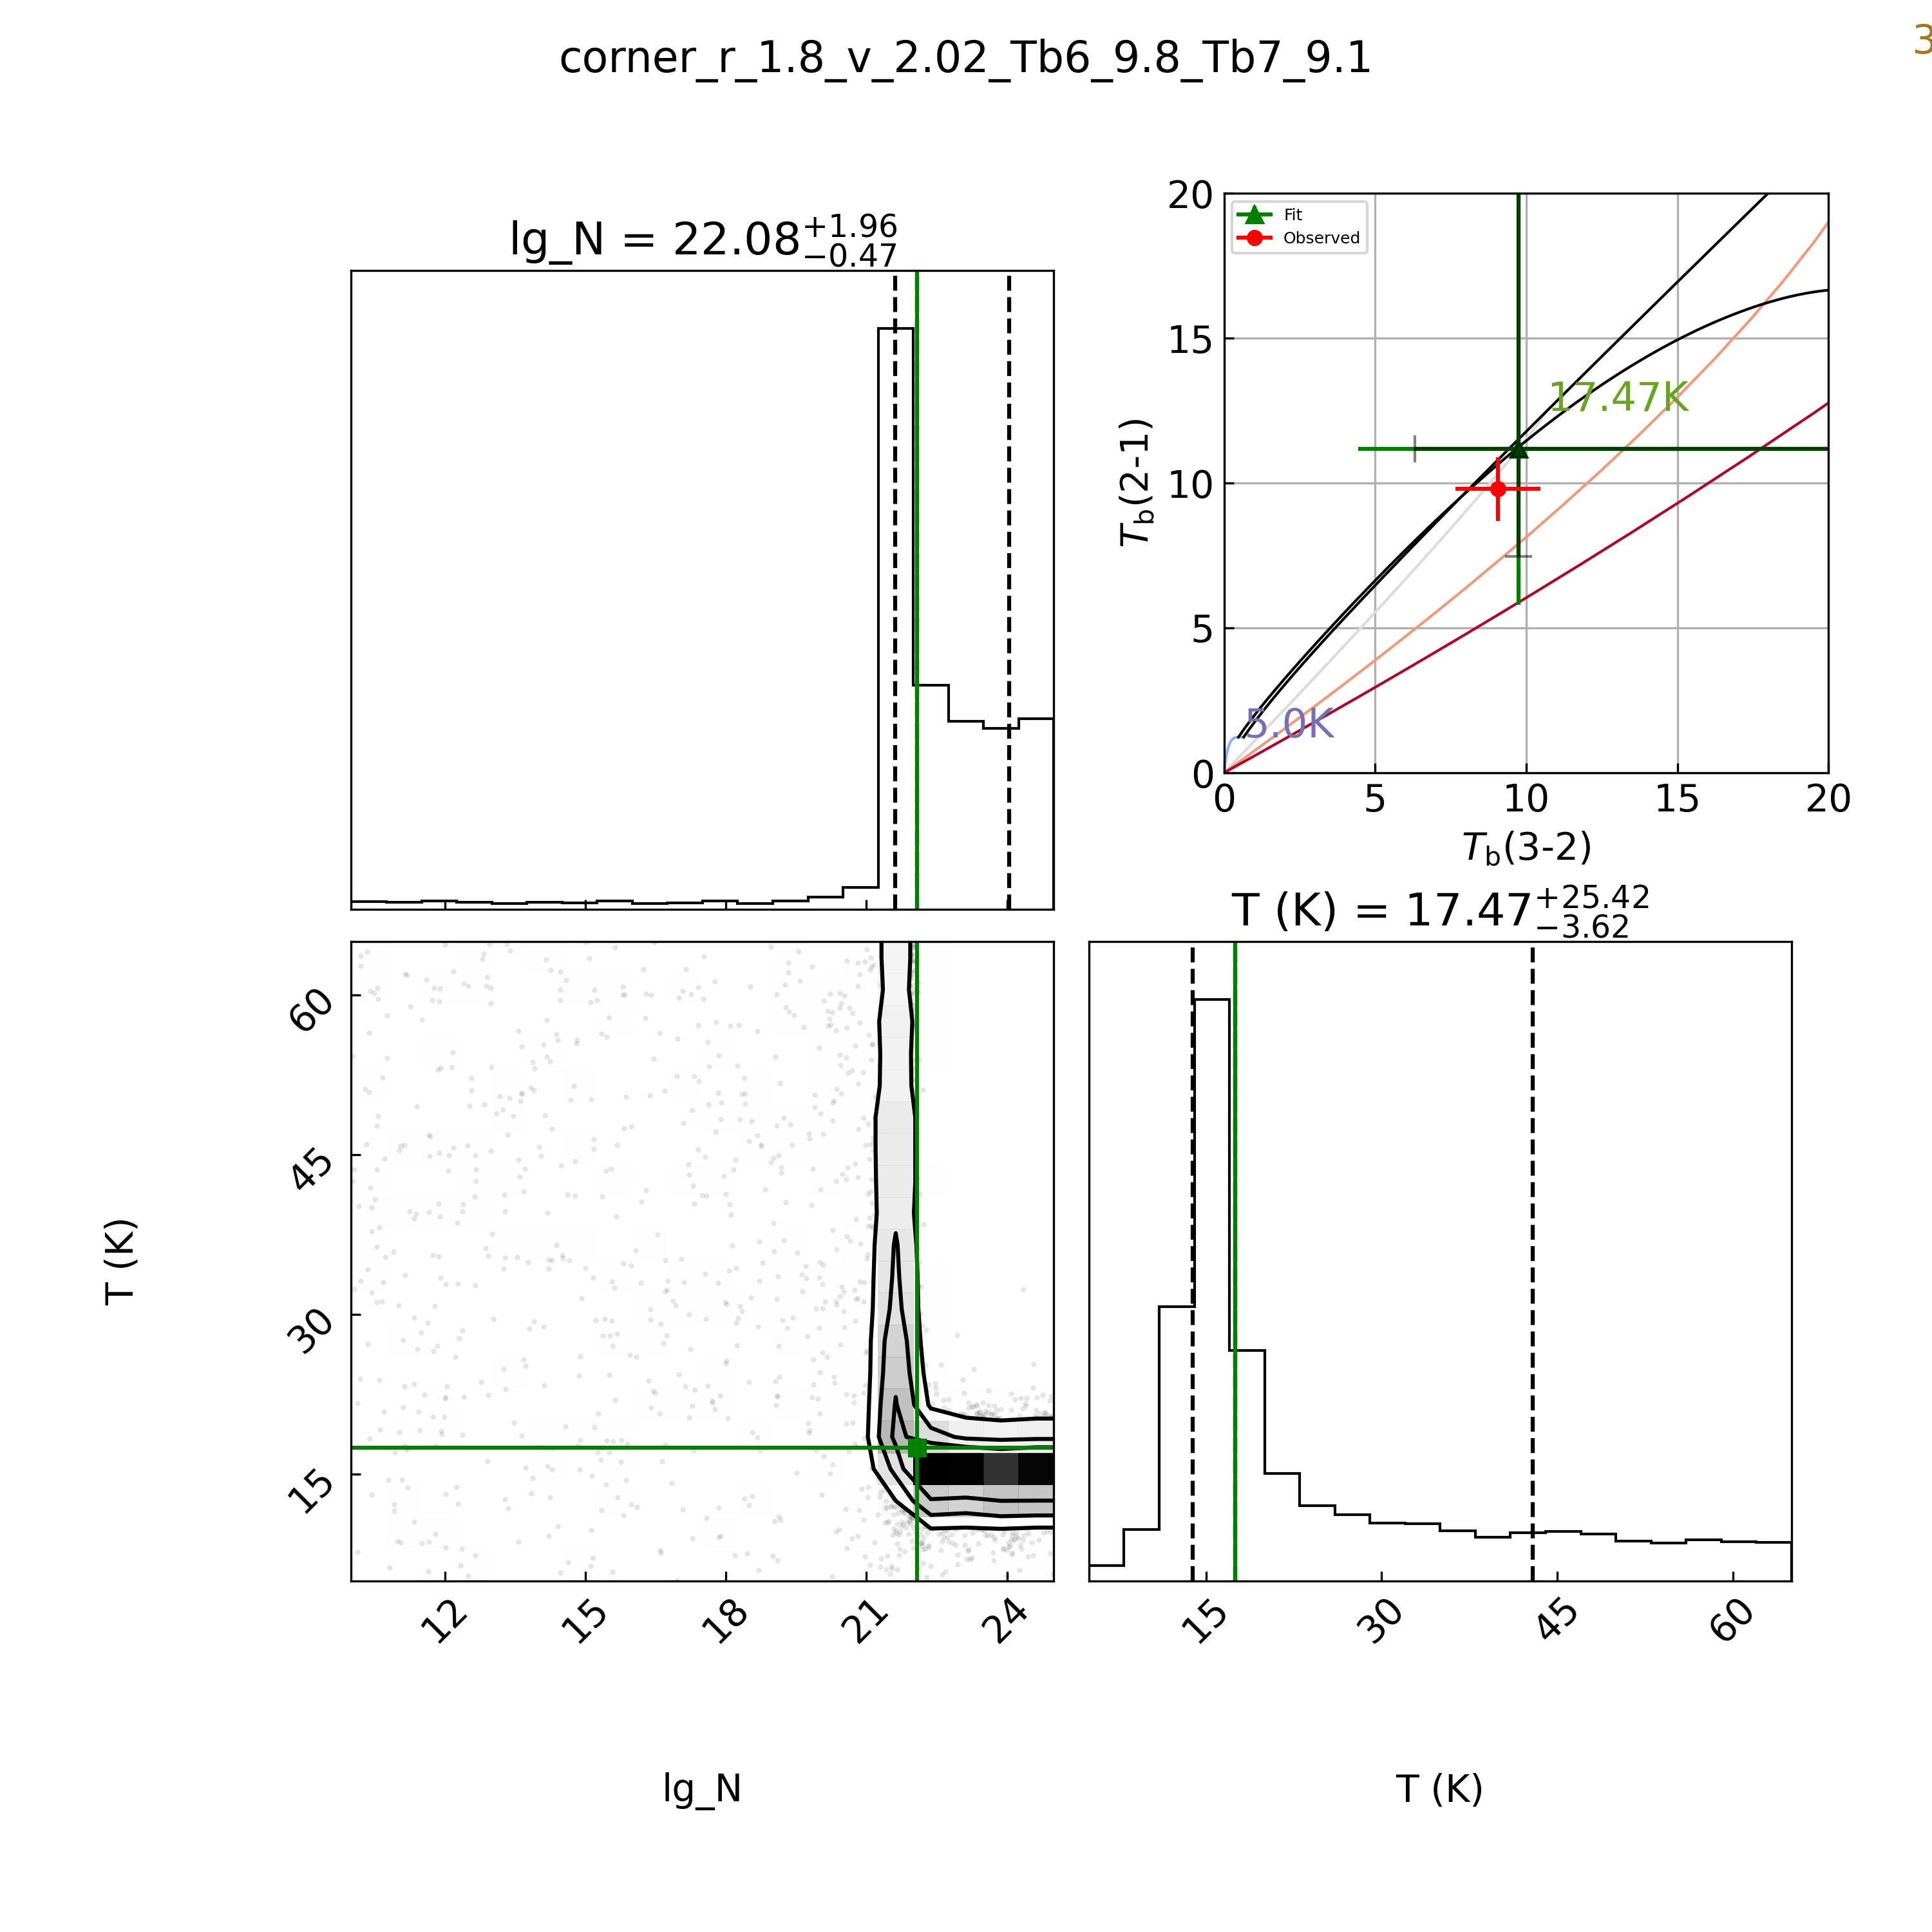 corner_r_1.8_v_2.02_Tb6_9.8_Tb7_9.1
3
lg_N = 22.08+1.96−0.47
20
15
10
5
0
Tb(2-1)
Fit
Observed
17.47K
5.0K
0 5 10 15 20
Tb(3-2)
T (K) = 17.47+25.42−3.62
60
45
30
15
T (K)
12 15 18 21 24
15 30 45 60
lg_N
T (K)